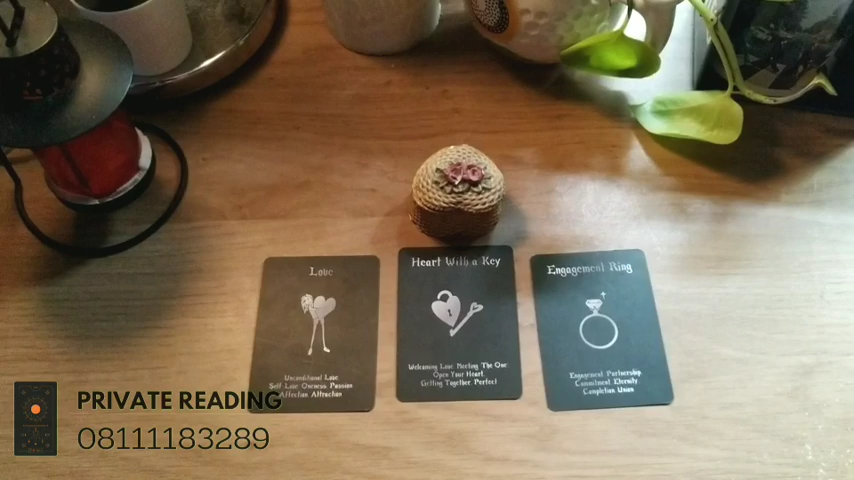 Love
Unconditional Love
Self Love Oneness Passion
Affection Attraction
Heart With a Key
Welcoming Love Meeting The One
Open Your Heart
Getting Together Perfect
Engagement Ring
Engagement Partnership
Commitment Eternity
Completion Union
PRIVATE READING
08111183289